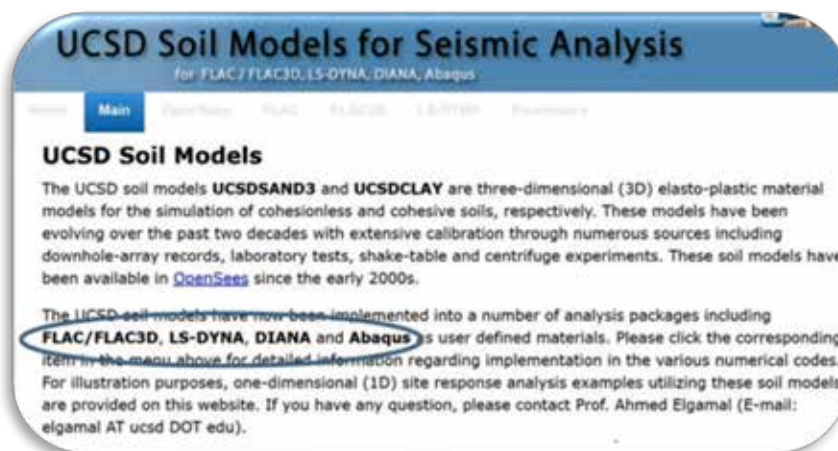 UCSD Soil Models for Seismic Analysis
for FLAC / FLAC3D, LS-DYNA, DIANA, Abaqus
Main
UCSD Soil Models
The UCSD soil models UCSDSAND3 and UCSDCLAY are three-dimensional (3D) elasto-plastic material
models for the simulation of cohesionless and cohesive soils, respectively. These models have been
evolving over the past two decades with extensive calibration through numerous sources including
downhole-array records, laboratory tests, shake-table and centrifuge experiments. These soil models have
been available in OpenSees since the early 2000s.
The UCSD soil models have now been implemented into a number of analysis packages including
FLAC/FLAC3D, LS-DYNA, DIANA and Abaqus as user defined materials. Please click the corresponding
item in the menu above for detailed information regarding implementation in the various numerical codes.
For illustration purposes, one-dimensional (1D) site response analysis examples utilizing these soil models
are provided on this website. If you have any question, please contact Prof. Ahmed Elgamal (E-mail:
elgamal AT ucsd DOT edu).